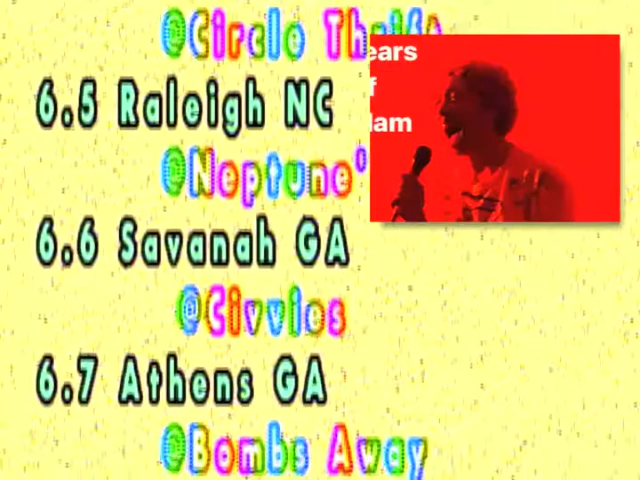 @Circle Thrift
ears
f
lam
6.5 Raleigh NC
@Neptune'
6.6 Savanah GA
@Civvies
6.7 Athens GA
@Bombs Away